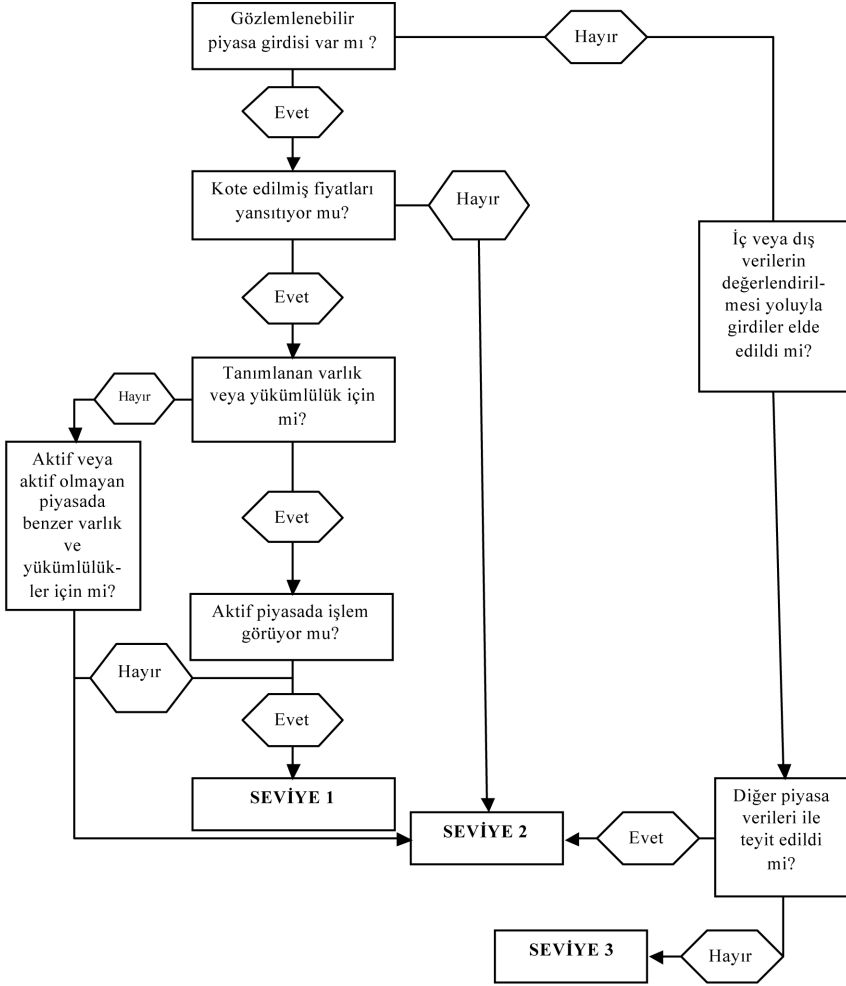 Gözlemlenebilir
piyasa girdisi var mı ?
Hayır
Evet
Kote edilmiş fiyatları
yansıtıyor mu?
Hayır
İç veya dış
verilerin
değerlendiril-
mesi yoluyla
girdiler elde
edildi mi?
Evet
Tanımlanan varlık
veya yükümlülük için
mi?
Hayır
Aktif veya
aktif olmayan
piyasada
benzer varlık
ve
yükümlülük-
ler için mi?
Evet
Aktif piyasada işlem
görüyor mu?
Hayır
Evet
SEVİYE 1
SEVİYE 2
Evet
Diğer piyasa
verileri ile
teyit edildi
mi?
SEVİYE 3
Hayır